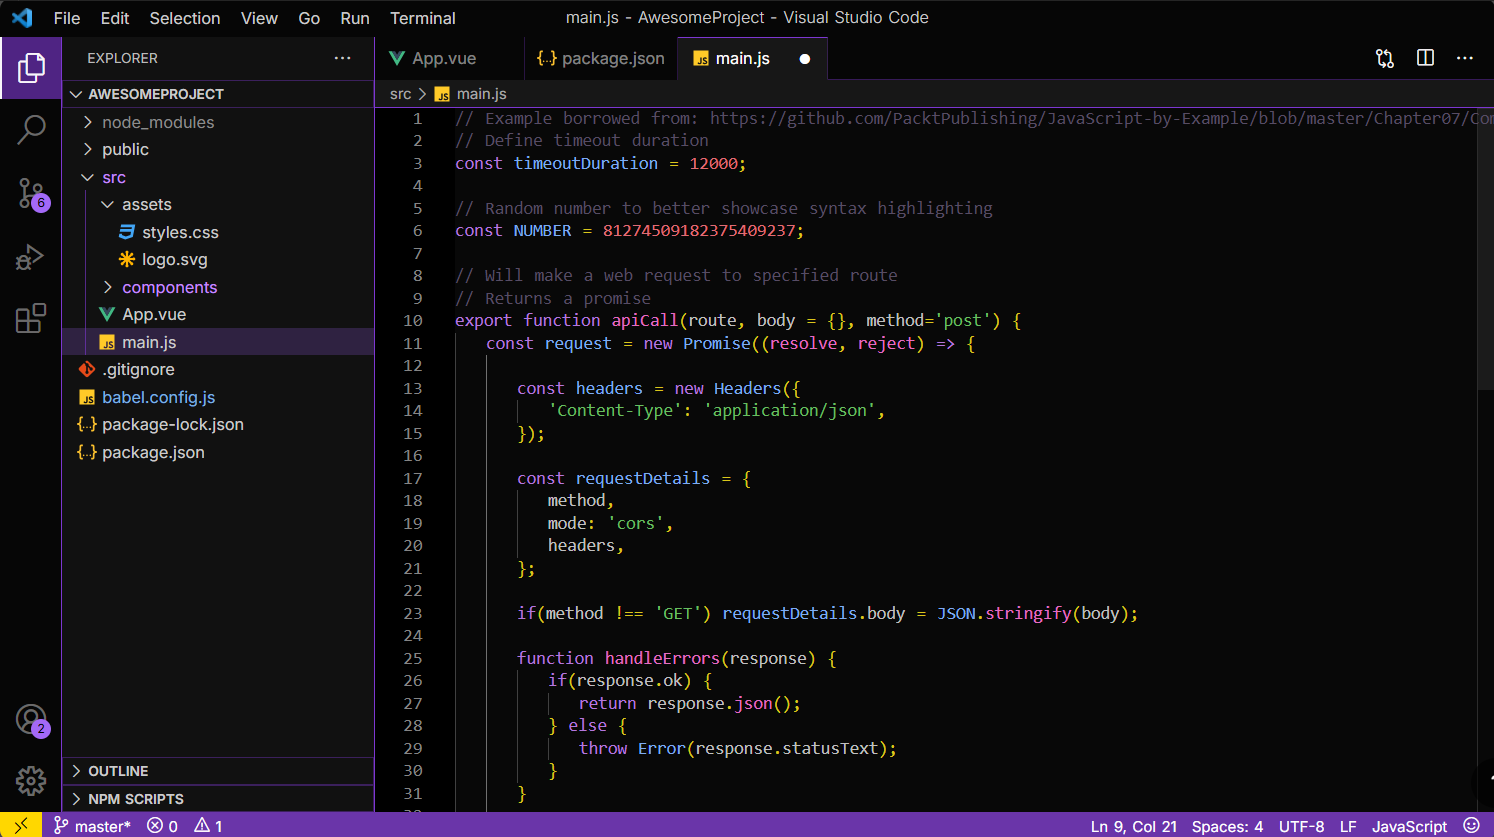 File Edit Selection View Go Run Terminal
main.js - AwesomeProject - Visual Studio Code
EXPLORER
AWESOMEPROJECT
node_modules
public
src
assets
styles.css
logo.svg
components
App.vue
main.js
.gitignore
babel.config.js
package-lock.json
package.json
OUTLINE
NPM SCRIPTS
6
2
App.vue
{..} package.json
JS main.js
src > JS main.js
1 // Example borrowed from: https://github.com/PacktPublishing/JavaScript-by-Example/blob/master/Chapter07/Com
2 // Define timeout duration
3 const timeoutDuration = 12000;
4
5 // Random number to better showcase syntax highlighting
6 const NUMBER = 81274509182375409237;
7
8 // Will make a web request to specified route
9 // Returns a promise
10 export function apiCall(route, body = {}, method='post') {
11 const request = new Promise((resolve, reject) => {
12
13 const headers = new Headers({
14 'Content-Type': 'application/json',
15 });
16
17 const requestDetails = {
18 method,
19 mode: 'cors',
20 headers,
21 };
22
23 if(method !== 'GET') requestDetails.body = JSON.stringify(body);
24
25 function handleErrors(response) {
26 if(response.ok) {
27 return response.json();
28 } else {
29 throw Error(response.statusText);
30 }
31 }
master* 0 1
Ln 9, Col 21 Spaces: 4 UTF-8 LF JavaScript